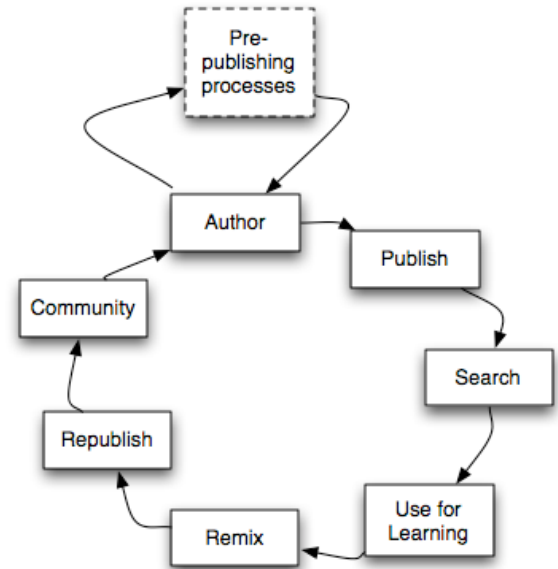 Pre-
publishing
processes
Author
Publish
Community
Search
Republish
Use for
Learning
Remix